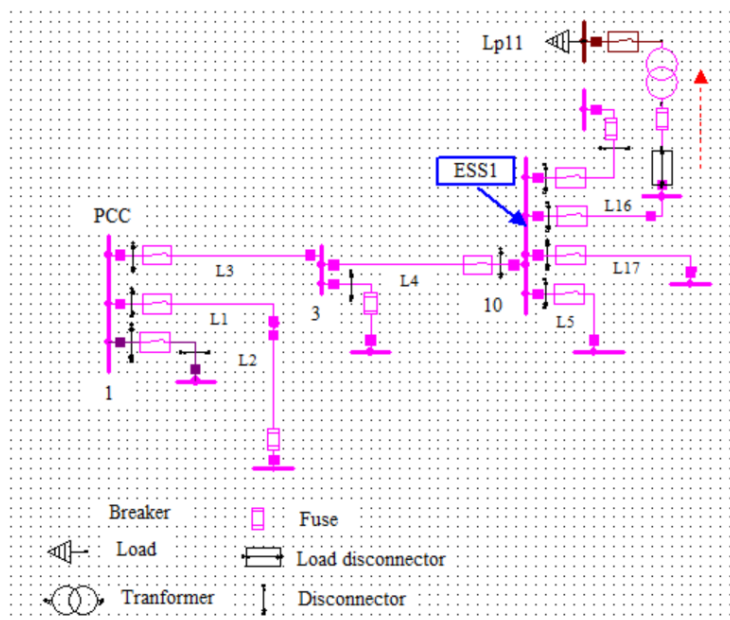 Lp11
ESS1
PCC
L16
L3
L4
L17
L1
3
10
L5
L2
1
Breaker
Fuse
Load
Load disconnector
Tranformer
Disconnector